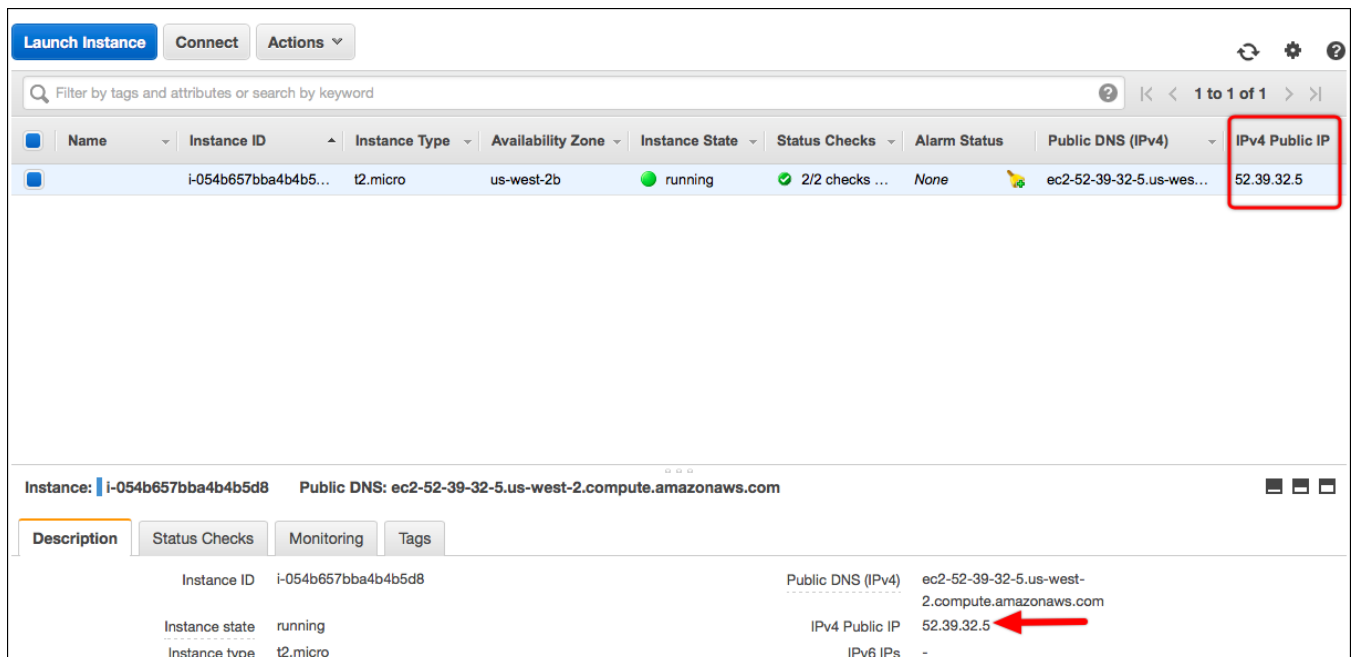 Launch Instance Connect Actions
Filter by tags and attributes or search by keyword 1 to 1 of 1
Name Instance ID Instance Type Availability Zone Instance State Status Checks Alarm Status Public DNS (IPv4) IPv4 Public IP
i-054b657bba4b4b5... t2.micro us-west-2b running 2/2 checks ... None ec2-52-39-32-5.us-wes... 52.39.32.5
Instance: i-054b657bba4b4b5d8 Public DNS: ec2-52-39-32-5.us-west-2.compute.amazonaws.com
Description Status Checks Monitoring Tags
Instance ID i-054b657bba4b4b5d8 Public DNS (IPv4) ec2-52-39-32-5.us-west-
2.compute.amazonaws.com
Instance state running IPv4 Public IP 52.39.32.5
Instance type t2.micro IPv6 IPs -